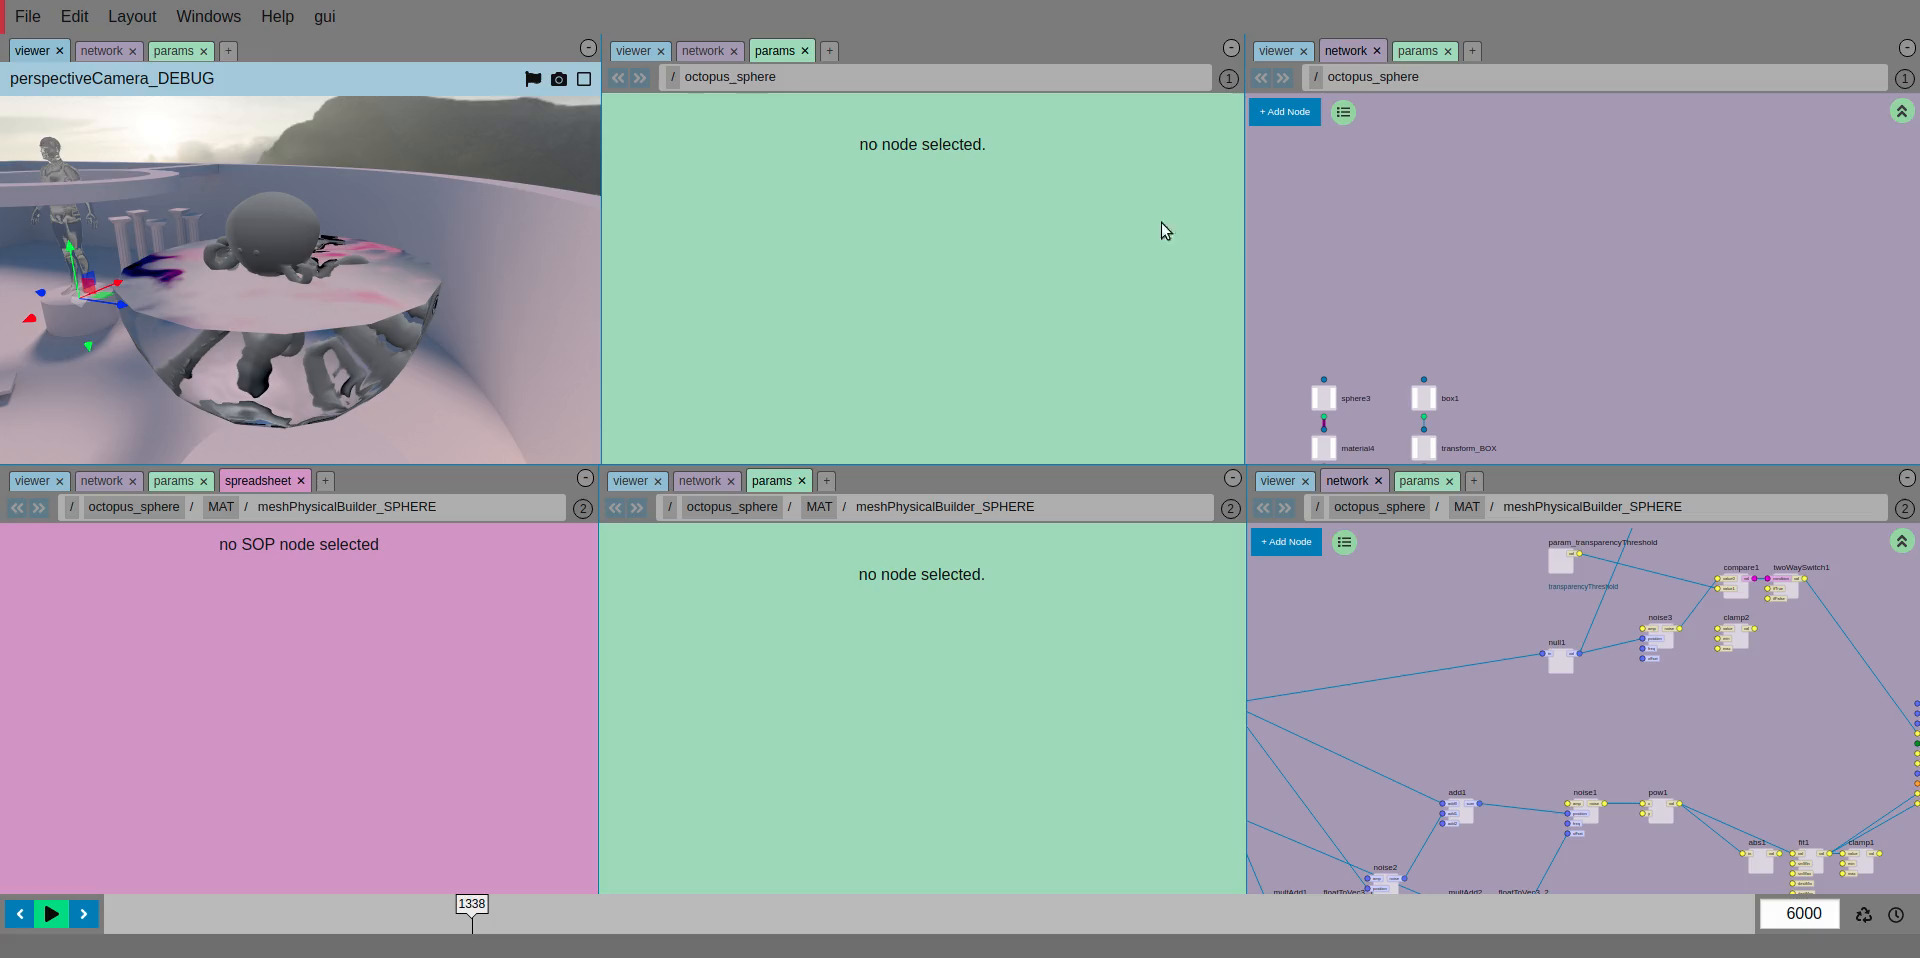 File Edit Layout Windows Help gui
viewer × network × params × +
perspectiveCamera_DEBUG
viewer × network × params × +
/ octopus_sphere 1
no node selected.
viewer × network × params × +
/ octopus_sphere 1
+ Add Node
sphere3 box1
material4 transform_BOX
viewer × network × params × spreadsheet × +
/ octopus_sphere / MAT / meshPhysicalBuilder_SPHERE 2
no SOP node selected
viewer × network × params × +
/ octopus_sphere / MAT / meshPhysicalBuilder_SPHERE 2
no node selected.
viewer × network × params × +
/ octopus_sphere / MAT / meshPhysicalBuilder_SPHERE 2
+ Add Node
param_transparencyThreshold
compare1 twoWaySwitch1
transparencyThreshold
noise3 clamp2
null1
add1 noise1 pow1
abs1 fit1 clamp1
noise2
multAdd1 floatToVec3 multAdd2 floatToVec3_2
1338
6000